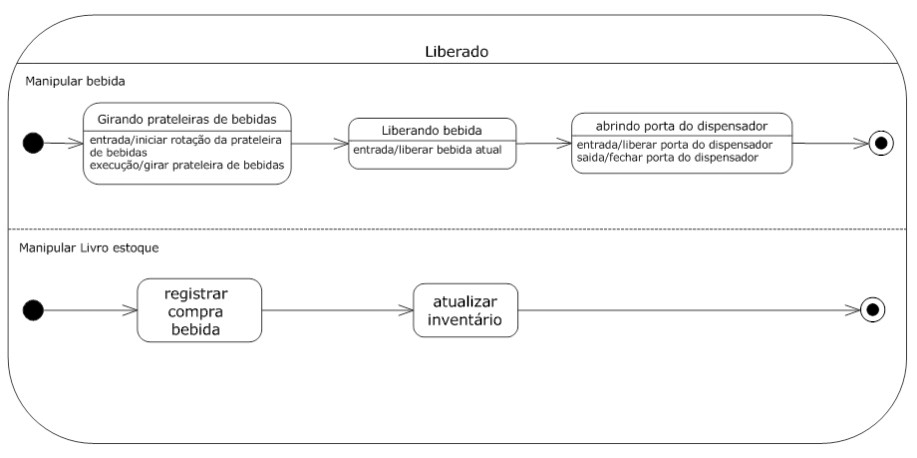 Liberado
Manipular bebida
Girando prateleiras de bebidas
entrada/iniciar rotação da prateleira
de bebidas
execução/girar prateleira de bebidas
Liberando bebida
entrada/liberar bebida atual
abrindo porta do dispensador
entrada/liberar porta do dispensador
saida/fechar porta do dispensador
Manipular Livro estoque
registrar
compra
bebida
atualizar
inventário